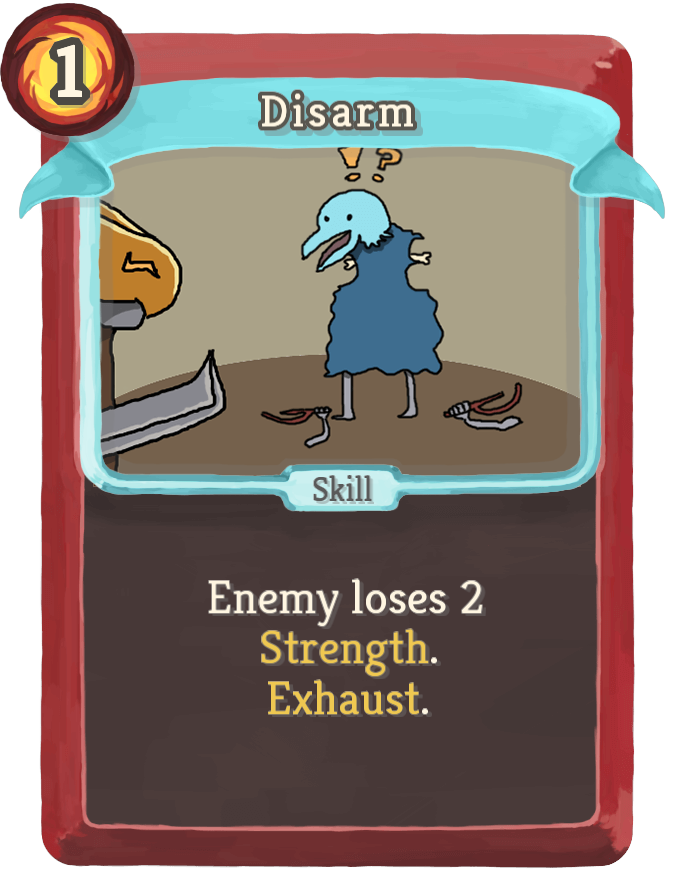 1
Disarm
!?
Skill
Enemy loses 2
Strength.
Exhaust.